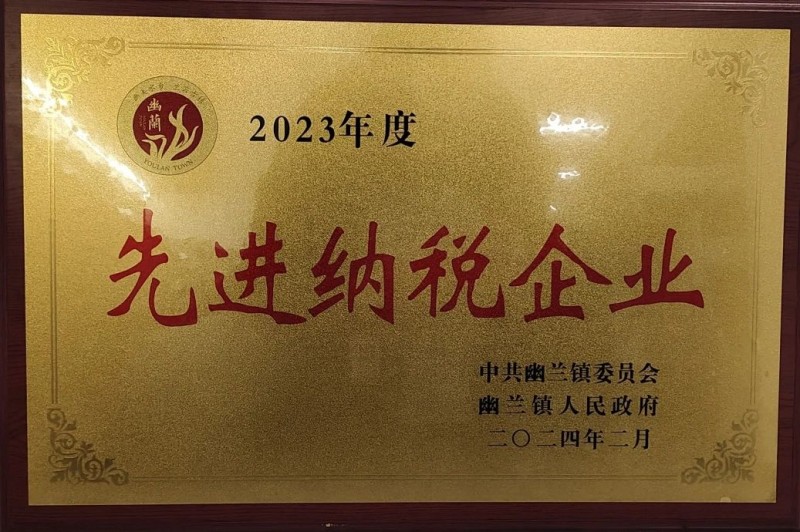 幽蘭
YOULAN TOWN
2023年度
先进纳税企业
中共幽兰镇委员会
幽兰镇人民政府
二〇二四年二月